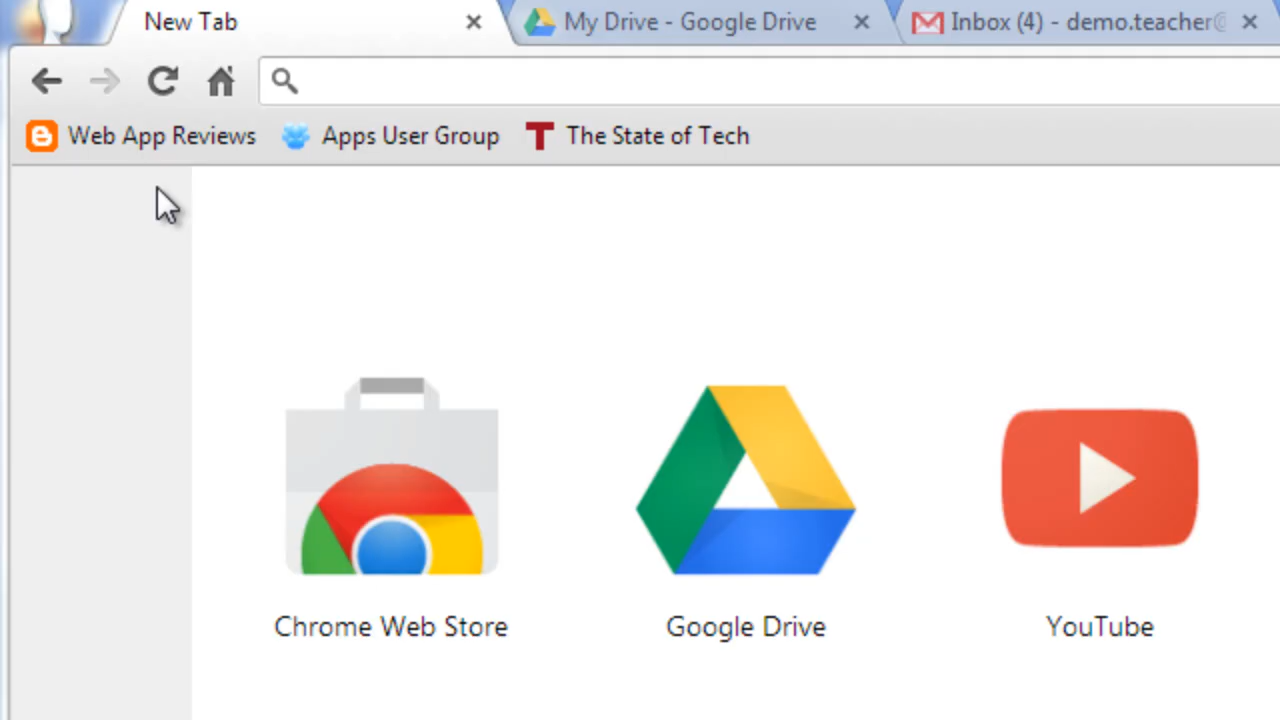 New Tab
My Drive - Google Drive
Inbox (4) - demo.teacher@
Web App Reviews
Apps User Group
T The State of Tech
Chrome Web Store
Google Drive
YouTube